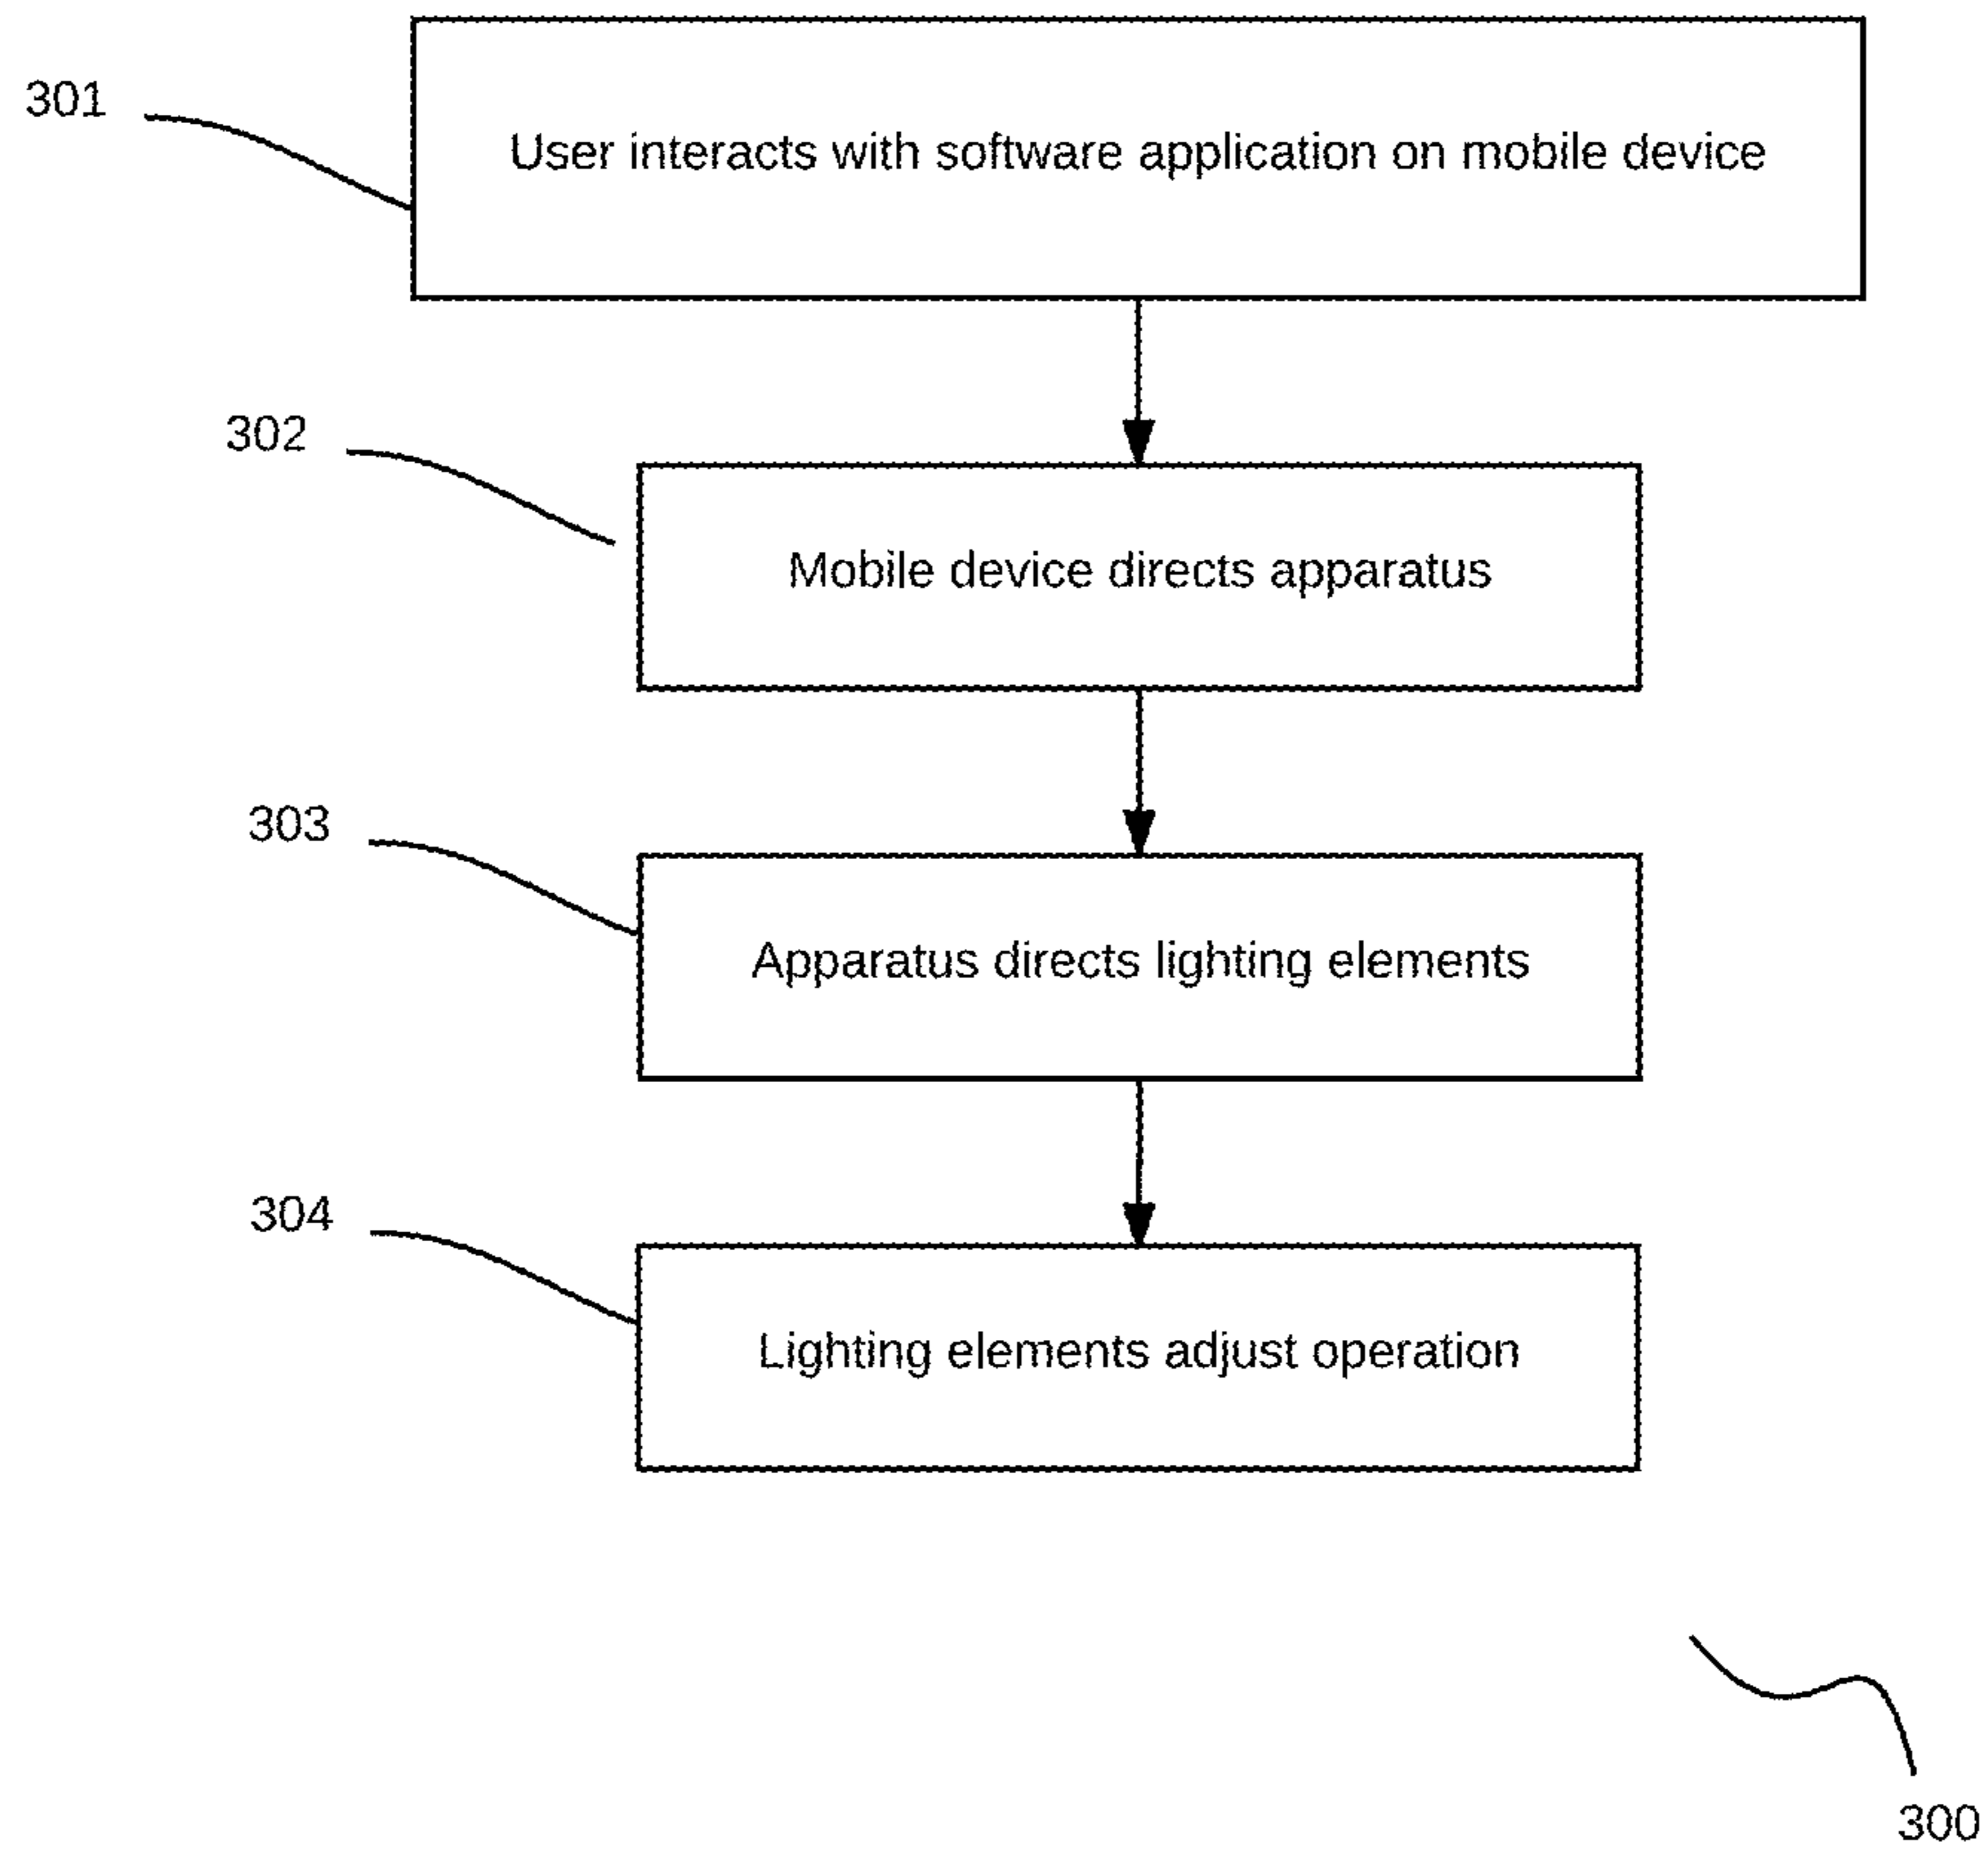 301
User interacts with software application on mobile device
302
Mobile device directs apparatus
303
Apparatus directs lighting elements
304
Lighting elements adjust operation
300